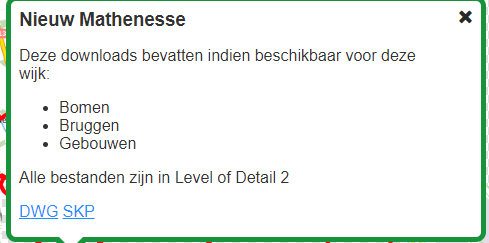 Nieuw Mathenesse
Deze downloads bevatten indien beschikbaar voor deze
wijk:
• Bomen
• Bruggen
• Gebouwen
Alle bestanden zijn in Level of Detail 2
DWG SKP